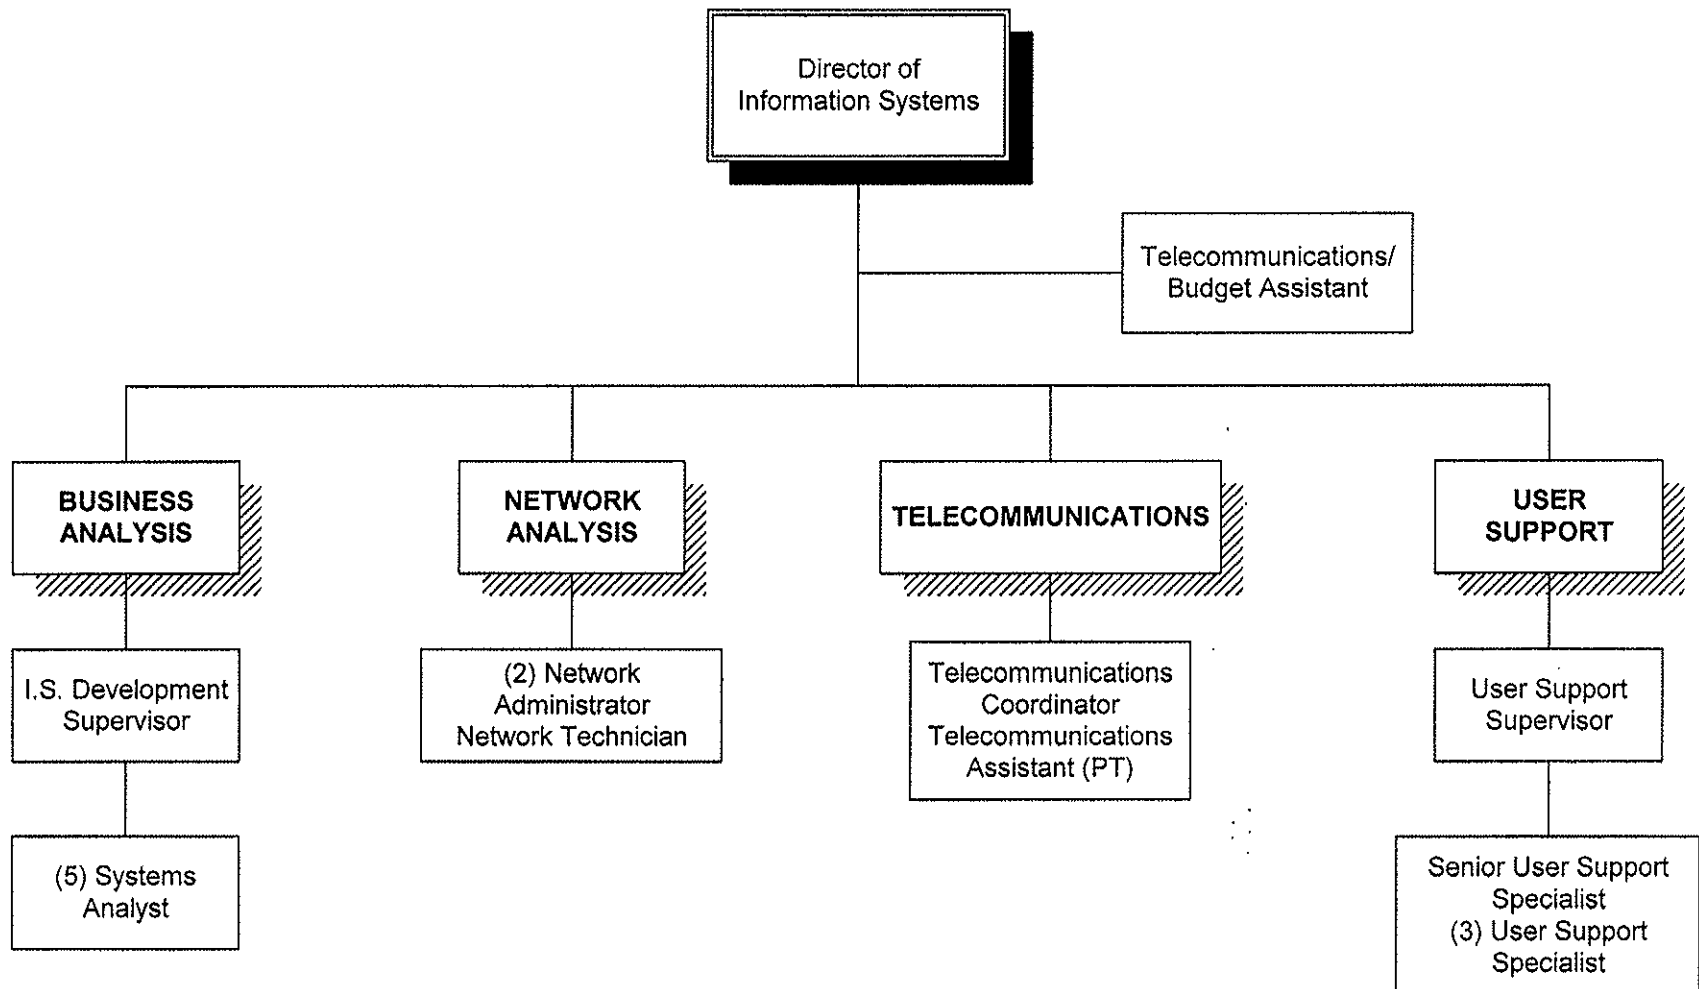 Director of
Information Systems
Telecommunications/
Budget Assistant
BUSINESS
ANALYSIS
NETWORK
ANALYSIS
TELECOMMUNICATIONS
USER
SUPPORT
I.S. Development
Supervisor
(2) Network
Administrator
Network Technician
Telecommunications
Coordinator
Telecommunications
Assistant (PT)
User Support
Supervisor
(5) Systems
Analyst
Senior User Support
Specialist
(3) User Support
Specialist